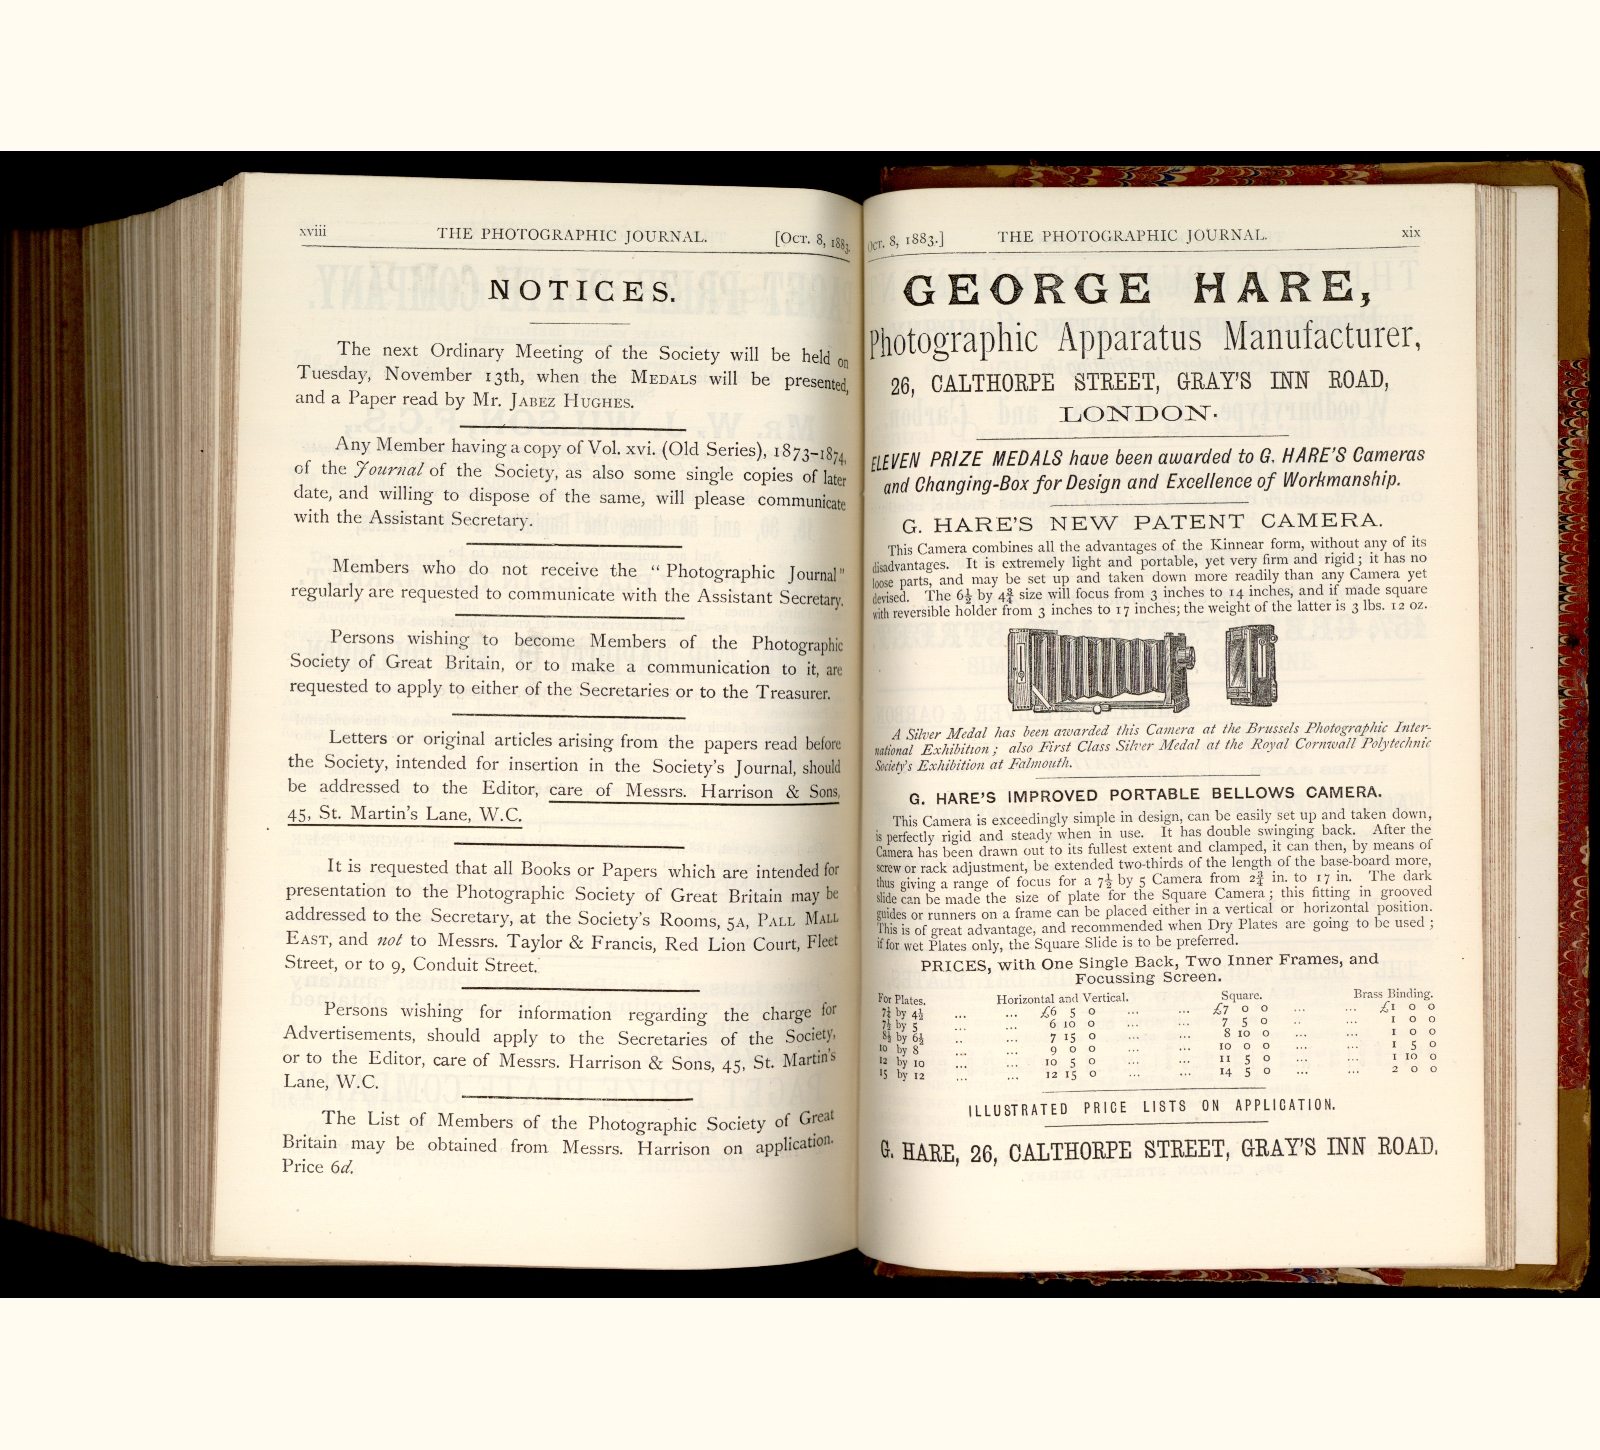 xviii THE PHOTOGRAPHIC JOURNAL. [Oct. 8, 1883.
NOTICES.
The next Ordinary Meeting of the Society will be held on
Tuesday, November 13th, when the MEDALS will be presented,
and a Paper read by Mr. JABEZ HUGHES.
Any Member having a copy of Vol. xvi. (Old Series), 1873–1874,
of the Journal of the Society, as also some single copies of later
date, and willing to dispose of the same, will please communicate
with the Assistant Secretary.
Members who do not receive the “Photographic Journal”
regularly are requested to communicate with the Assistant Secretary.
Persons wishing to become Members of the Photographic
Society of Great Britain, or to make a communication to it, are
requested to apply to either of the Secretaries or to the Treasurer.
Letters or original articles arising from the papers read before
the Society, intended for insertion in the Society's Journal, should
be addressed to the Editor, care of Messrs. Harrison & Sons,
45, St. Martin's Lane, W.C.
It is requested that all Books or Papers which are intended for
presentation to the Photographic Society of Great Britain may be
addressed to the Secretary, at the Society's Rooms, 5A, PALL MALL
EAST, and not to Messrs. Taylor & Francis, Red Lion Court, Fleet
Street, or to 9, Conduit Street.
Persons wishing for information regarding the charge for
Advertisements, should apply to the Secretaries of the Society,
or to the Editor, care of Messrs. Harrison & Sons, 45, St. Martin's
Lane, W.C.
The List of Members of the Photographic Society of Great
Britain may be obtained from Messrs. Harrison on application.
Price 6d.
Oct. 8, 1883.] THE PHOTOGRAPHIC JOURNAL. xix
GEORGE HARE,
Photographic Apparatus Manufacturer,
26, CALTHORPE STREET, GRAY'S INN ROAD,
LONDON.
ELEVEN PRIZE MEDALS have been awarded to G. HARE'S Cameras
and Changing-Box for Design and Excellence of Workmanship.
G. HARE'S NEW PATENT CAMERA.
This Camera combines all the advantages of the Kinnear form, without any of its
disadvantages. It is extremely light and portable, yet very firm and rigid; it has no
loose parts, and may be set up and taken down more readily than any Camera yet
devised. The 6½ by 4¾ size will focus from 3 inches to 14 inches, and if made square
with reversible holder from 3 inches to 17 inches; the weight of the latter is 3 lbs. 12 oz.
A Silver Medal has been awarded this Camera at the Brussels Photographic Inter-
national Exhibition; also First Class Silver Medal at the Royal Cornwall Polytechnic
Society's Exhibition at Falmouth.
G. HARE'S IMPROVED PORTABLE BELLOWS CAMERA.
This Camera is exceedingly simple in design, can be easily set up and taken down,
is perfectly rigid and steady when in use. It has double swinging back. After the
Camera has been drawn out to its fullest extent and clamped, it can then, by means of
screw or rack adjustment, be extended two-thirds of the length of the base-board more,
thus giving a range of focus for a 7½ by 5 Camera from 2¾ in. to 17 in. The dark
slide can be made the size of plate for the Square Camera; this fitting in grooved
guides or runners on a frame can be placed either in a vertical or horizontal position.
This is of great advantage, and recommended when Dry Plates are going to be used;
if for wet Plates only, the Square Slide is to be preferred.
PRICES, with One Single Back, Two Inner Frames, and
Focussing Screen.
For Plates. Horizontal and Vertical. Square. Brass Binding.
7¼ by 4½ ... ... £6 5 0 ... ... £7 0 0 ... ... £1 0 0
7½ by 5 ... ... 6 10 0 ... ... 7 5 0 .. ... 1 0 0
8½ by 6½ .. ... 7 15 0 ... ... 8 10 0 ... ... 1 0 0
10 by 8 ... ... 9 0 0 ... ... 10 0 0 ... ... 1 5 0
12 by 10 ... ... 10 5 0 ... ... 11 5 0 ... ... 1 10 0
15 by 12 ... ... 12 15 0 ... ... 14 5 0 ... ... 2 0 0
ILLUSTRATED PRICE LISTS ON APPLICATION.
G. HARE, 26, CALTHORPE STREET, GRAY'S INN ROAD.